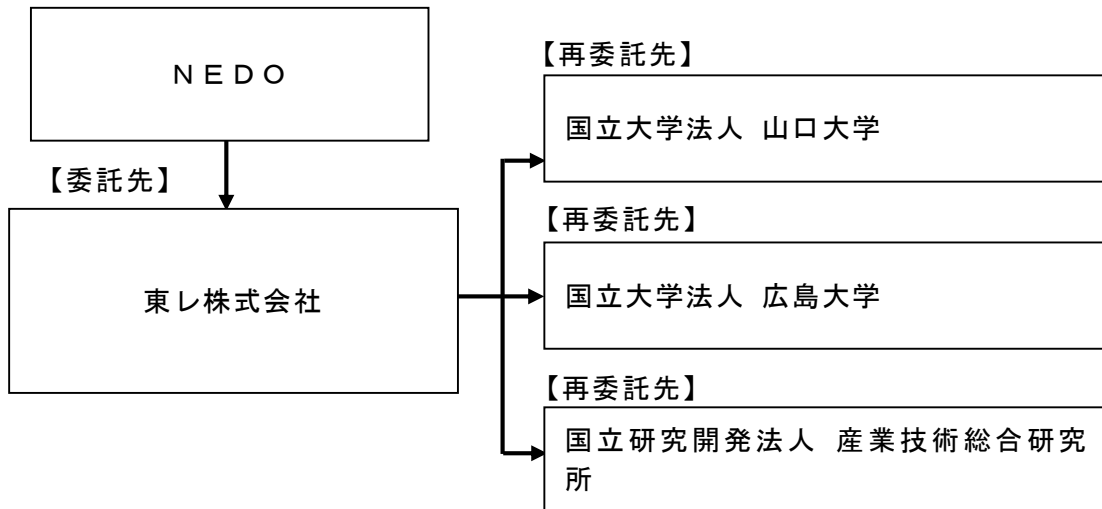 NEDO
【委託先】
東レ株式会社
【再委託先】
国立大学法人 山口大学
【再委託先】
国立大学法人 広島大学
【再委託先】
国立研究開発法人 産業技術総合研究
所